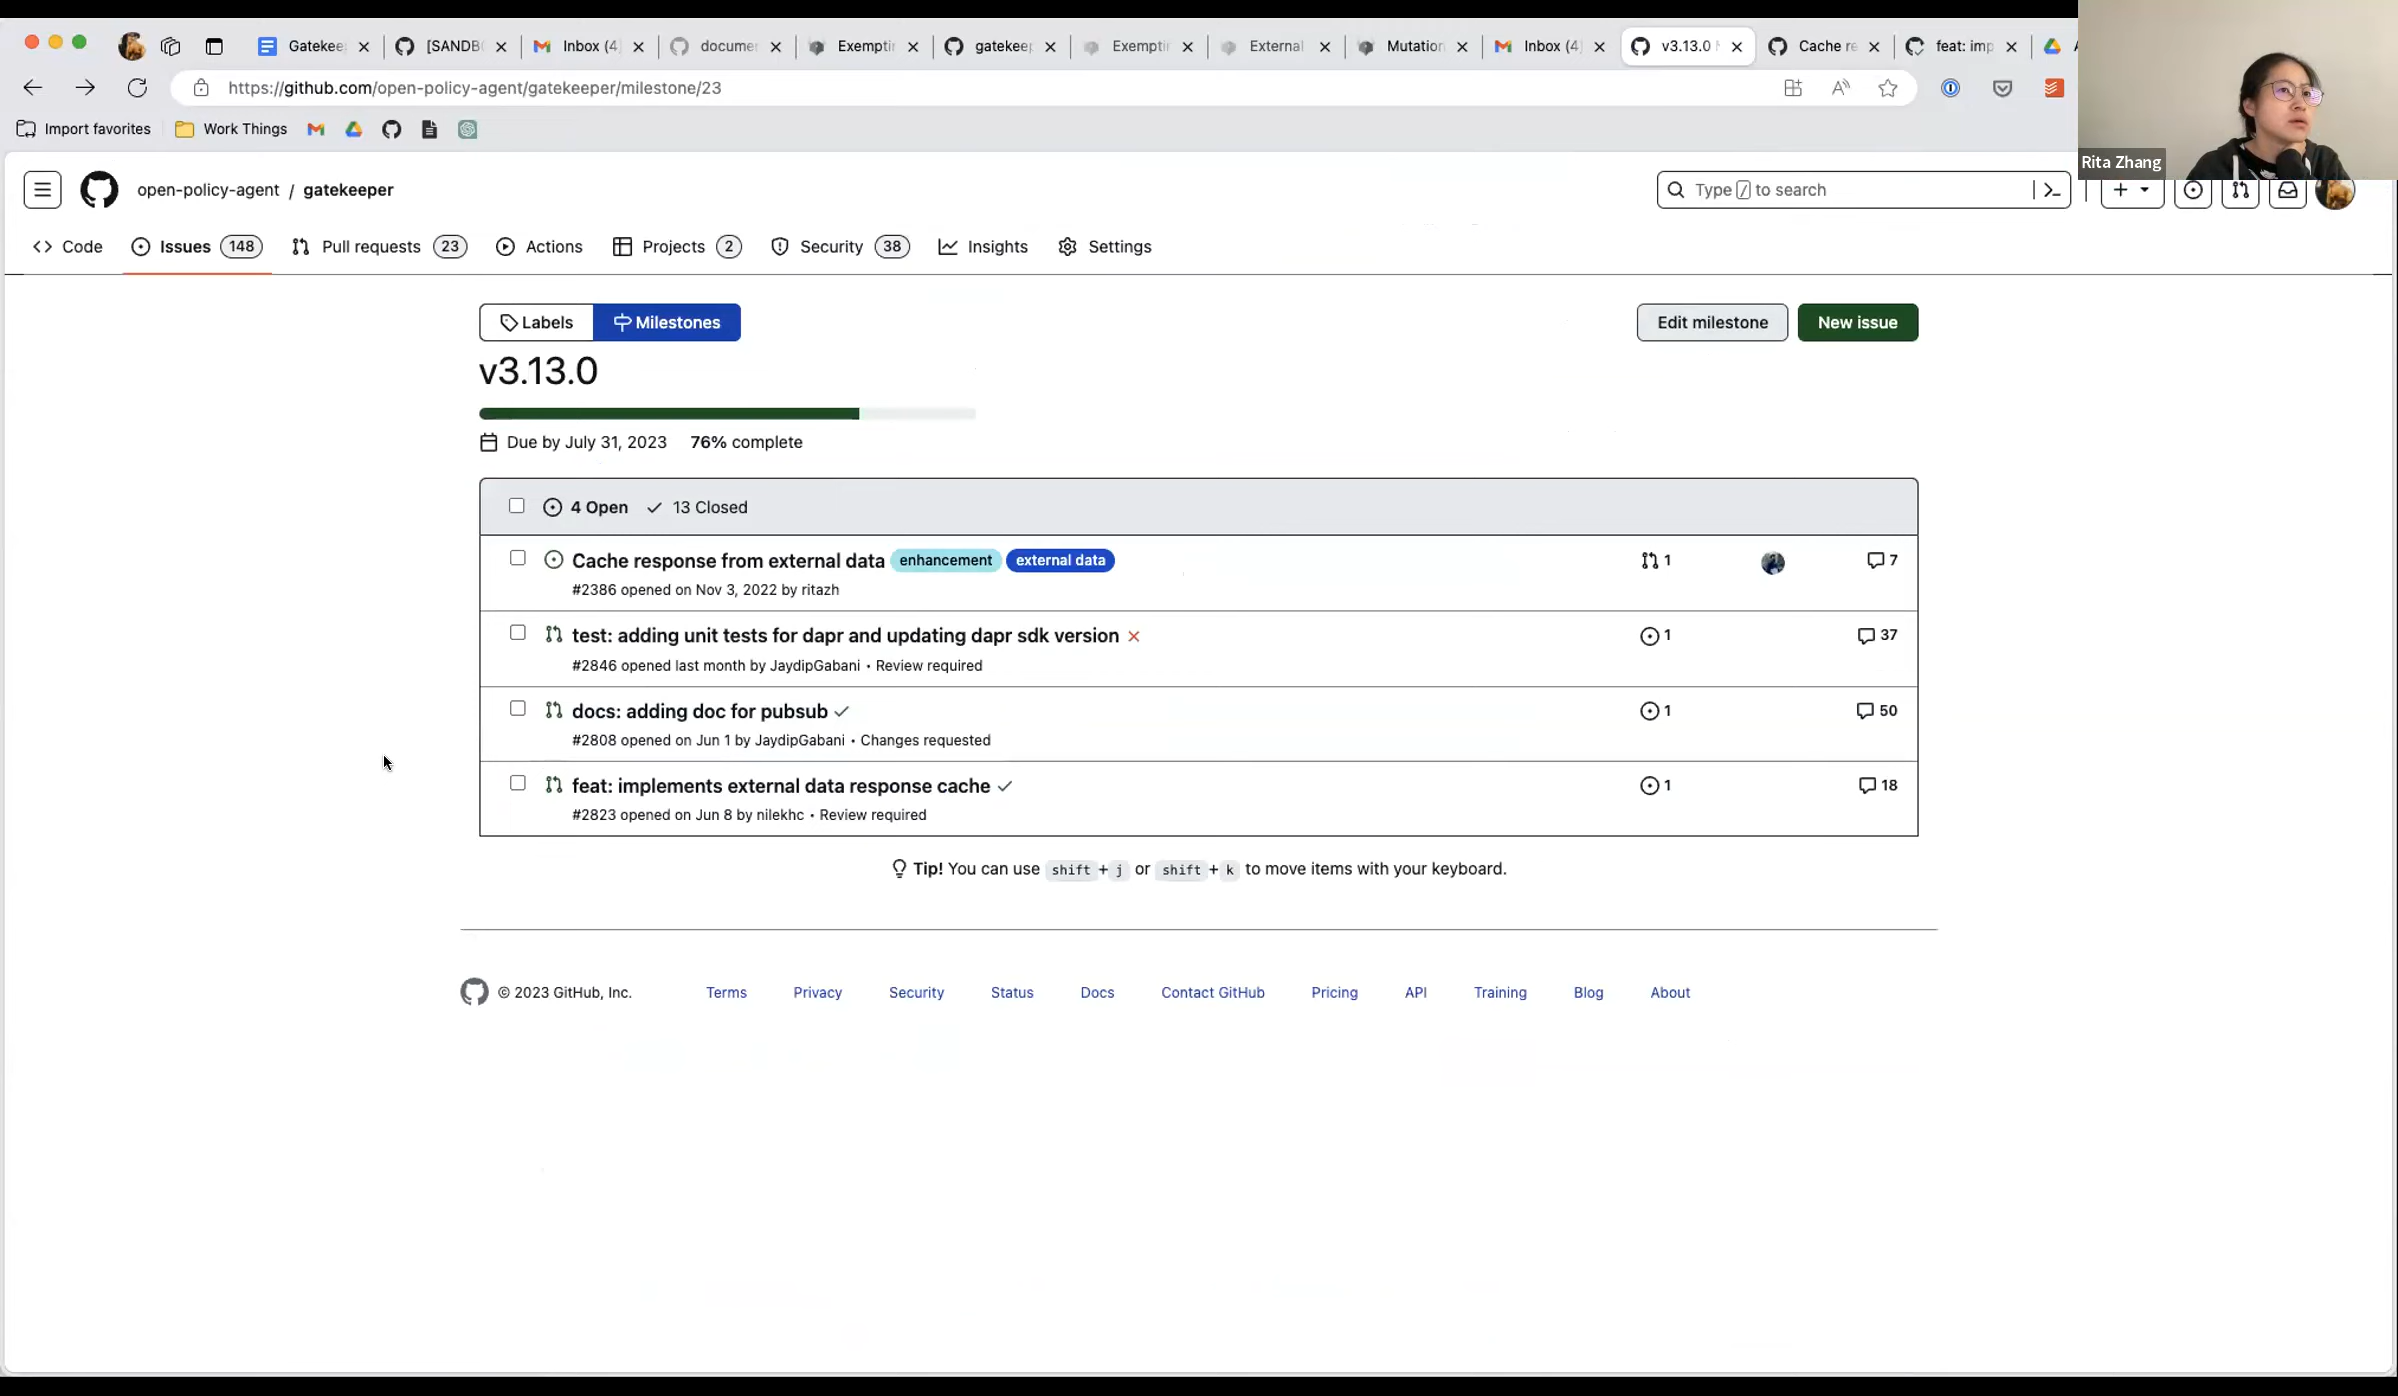 Gatekee
[SANDB
Inbox (4
docume
Exempti
gatekee
Exempti
External
Mutation
Inbox (4
v3.13.0
Cache re
feat: imp
https://github.com/open-policy-agent/gatekeeper/milestone/23
Import favorites
Work Things
Rita Zhang
open-policy-agent / gatekeeper
Type / to search
Code
Issues 148
Pull requests 23
Actions
Projects 2
Security 38
Insights
Settings
Labels
Milestones
Edit milestone
New issue
v3.13.0
Due by July 31, 2023 76% complete
4 Open 13 Closed
Cache response from external data enhancement external data 1 7
#2386 opened on Nov 3, 2022 by ritazh
test: adding unit tests for dapr and updating dapr sdk version 1 37
#2846 opened last month by JaydipGabani • Review required
docs: adding doc for pubsub 1 50
#2808 opened on Jun 1 by JaydipGabani • Changes requested
feat: implements external data response cache 1 18
#2823 opened on Jun 8 by nilekhc • Review required
Tip! You can use shift + j or shift + k to move items with your keyboard.
© 2023 GitHub, Inc. Terms Privacy Security Status Docs Contact GitHub Pricing API Training Blog About